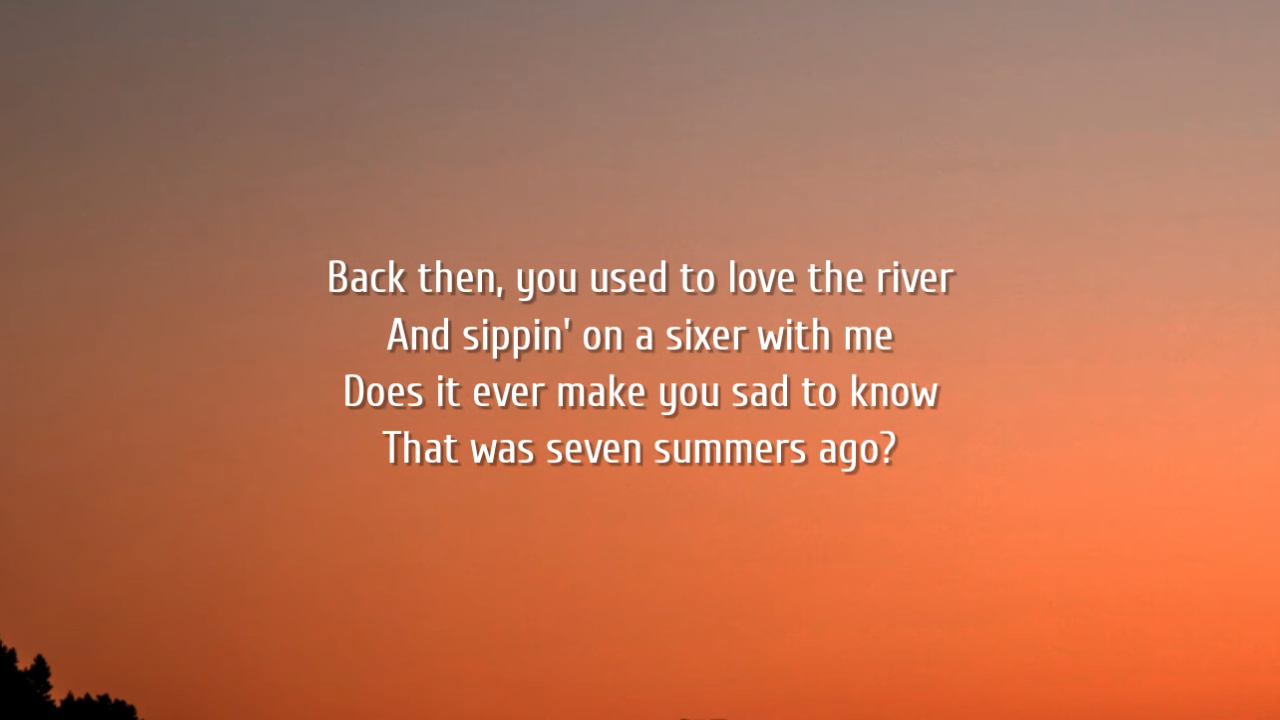 Back then, you used to love the river
And sippin' on a sixer with me
Does it ever make you sad to know
That was seven summers ago?